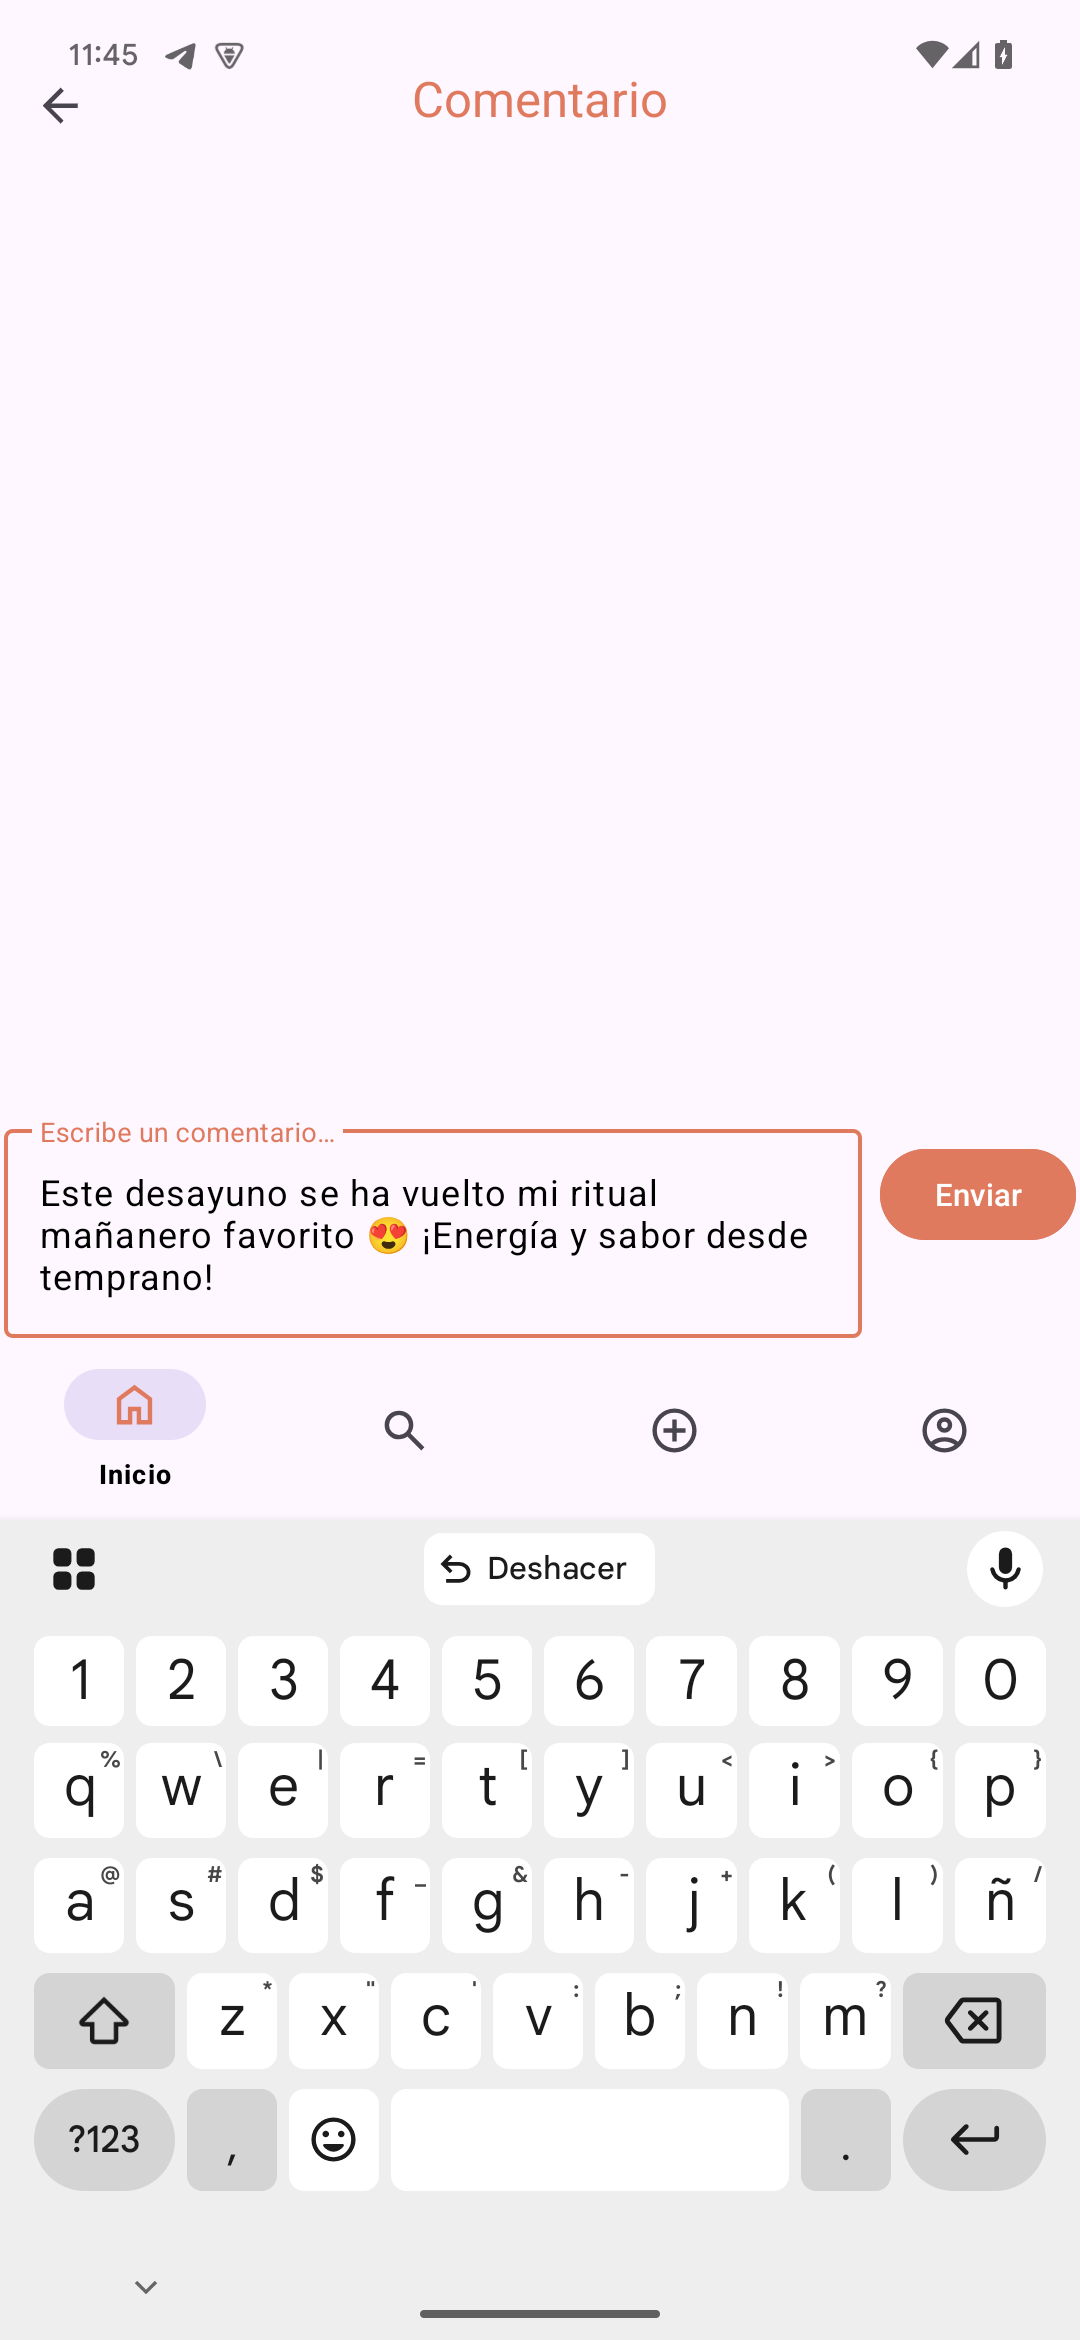 11:45
Comentario
Escribe un comentario...
Este desayuno se ha vuelto mi ritual
mañanero favorito 😍 ¡Energía y sabor desde
temprano!
Enviar
Inicio
Deshacer
1 2 3 4 5 6 7 8 9 0
q % w \ e | r = t [ y ] u < i > o { p }
a @ s # d $ f _ g & h - j + k ( l ) ñ /
z * x " c ' v : b ; n ! m ?
?123 , .